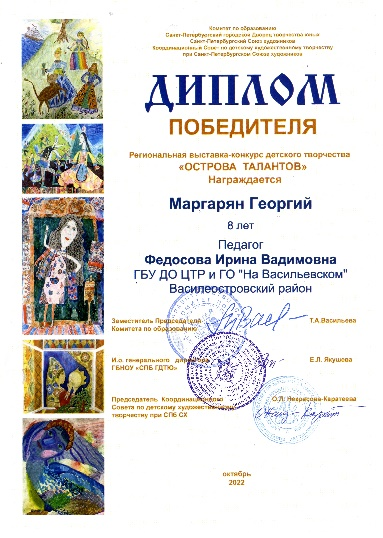 Комитет по образованию
Санкт-Петербургский городской Дворец творчества юных
Санкт-Петербургский Союз художников
Координационный Совет по детскому художественному творчеству
при Санкт-Петербургском Союзе художников
ДИПЛОМ
ПОБЕДИТЕЛЯ
Региональная выставка-конкурс детского творчества
«ОСТРОВА ТАЛАНТОВ»
Награждается
Маргарян Георгий
8 лет
Педагог
Федосова Ирина Вадимовна
ГБУ ДО ЦТР и ГО "На Васильевском"
Василеостровский район
Заместитель Председателя
Комитета по образованию
Т.А.Васильева
И.о. генерального директора
ГБНОУ «СПБ ГДТЮ»
Е.Л. Якушева
Председатель Координационного
Совета по детскому художественному
творчеству при СПБ СХ
О.Л. Некрасова-Каратеева
октябрь
2022